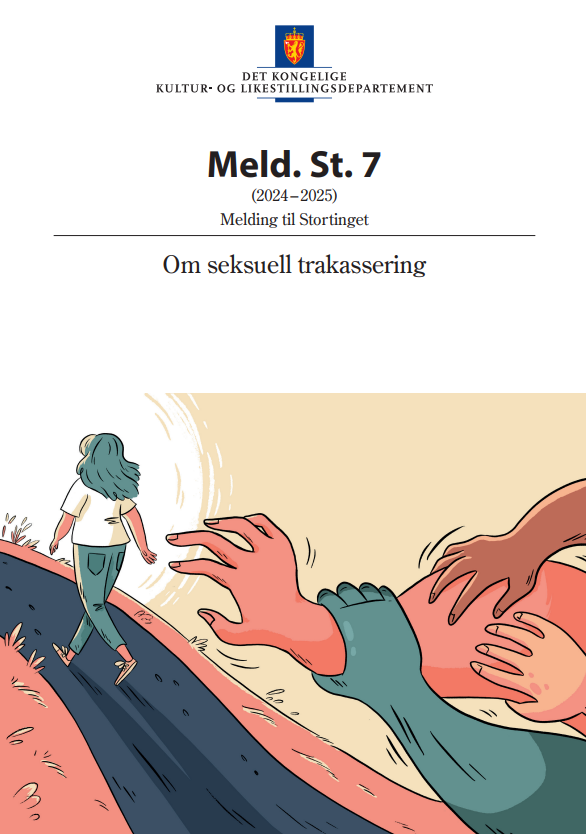 DET KONGELIGE
KULTUR- OG LIKESTILLINGSDEPARTEMENT
Meld. St. 7
(2024–2025)
Melding til Stortinget
Om seksuell trakassering